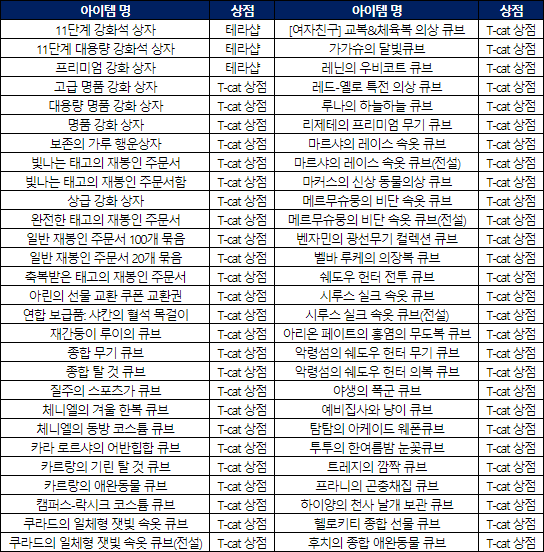 아이템 명 상점 아이템 명 상점
11단계 강화석 상자 테라샵 [여자친구] 교복&체육복 의상 큐브 T-cat 상점
11단계 대용량 강화석 상자 테라샵 가가슈의 달빛큐브 T-cat 상점
프리미엄 강화 상자 테라샵 레닌의 우비코트 큐브 T-cat 상점
고급 명품 강화 상자 T-cat 상점 레드-옐로 특전 의상 큐브 T-cat 상점
대용량 명품 강화 상자 T-cat 상점 루나의 하늘하늘 큐브 T-cat 상점
명품 강화 상자 T-cat 상점 리제테의 프리미엄 무기 큐브 T-cat 상점
보존의 가루 행운상자 T-cat 상점 마르샤의 레이스 속옷 큐브 T-cat 상점
빛나는 태고의 재봉인 주문서 T-cat 상점 마르샤의 레이스 속옷 큐브(전설) T-cat 상점
빛나는 태고의 재봉인 주문서함 T-cat 상점 마커스의 신상 동물의상 큐브 T-cat 상점
상급 강화 상자 T-cat 상점 메르무슈롱의 비단 속옷 큐브 T-cat 상점
완전한 태고의 재봉인 주문서 T-cat 상점 메르무슈롱의 비단 속옷 큐브(전설) T-cat 상점
일반 재봉인 주문서 100개 묶음 T-cat 상점 벤자민의 광선무기 컬렉션 큐브 T-cat 상점
일반 재봉인 주문서 20개 묶음 T-cat 상점 벨바 루케의 의장복 큐브 T-cat 상점
축복받은 태고의 재봉인 주문서 T-cat 상점 쉐도우 헌터 전투 큐브 T-cat 상점
아린의 선물 교환 쿠폰 교환권 T-cat 상점 시루스 실크 속옷 큐브 T-cat 상점
연합 보급품: 샤칸의 혈석 목걸이 T-cat 상점 시루스 실크 속옷 큐브(전설) T-cat 상점
재간둥이 루이의 큐브 T-cat 상점 아리온 페이트의 홍염의 무도복 큐브 T-cat 상점
종합 무기 큐브 T-cat 상점 악령섬의 쉐도우 헌터 무기 큐브 T-cat 상점
종합 탈 것 큐브 T-cat 상점 악령섬의 쉐도우 헌터 의복 큐브 T-cat 상점
질주의 스포츠카 큐브 T-cat 상점 야생의 폭군 큐브 T-cat 상점
체니엘의 겨울 한복 큐브 T-cat 상점 예비집사와 냥이 큐브 T-cat 상점
체니엘의 동방 코스튬 큐브 T-cat 상점 탐탐의 아케이드 웨폰큐브 T-cat 상점
카라 로르샤의 어반힙합 큐브 T-cat 상점 투투의 한여름밤 눈꽃큐브 T-cat 상점
카르랑의 기린 탈 것 큐브 T-cat 상점 트레지의 깜짝 큐브 T-cat 상점
카르랑의 애완동물 큐브 T-cat 상점 프라니의 곤충채집 큐브 T-cat 상점
캠퍼스-락시크 코스튬 큐브 T-cat 상점 하이양의 천사 날개 보관 큐브 T-cat 상점
쿠라드의 일체형 잿빛 속옷 큐브 T-cat 상점 헬로키티 종합 선물 큐브 T-cat 상점
쿠라드의 일체형 잿빛 속옷 큐브(전설) T-cat 상점 후치의 종합 애완동물 큐브 T-cat 상점